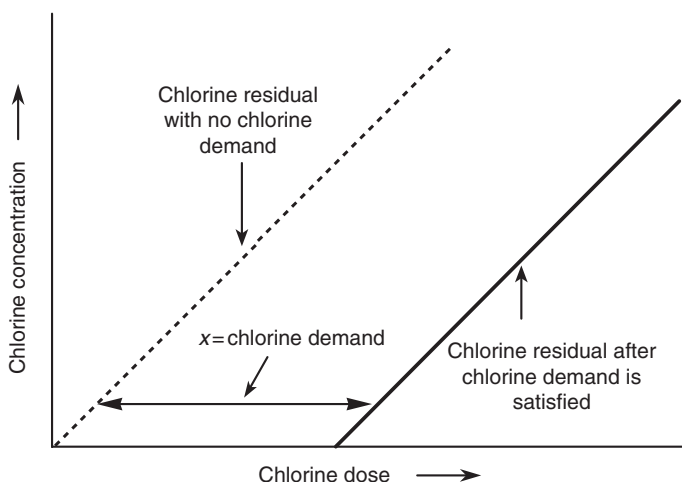 Chlorine residual
with no chlorine
demand
x=chlorine demand
Chlorine residual after
chlorine demand is
satisfied
Chlorine concentration
Chlorine dose